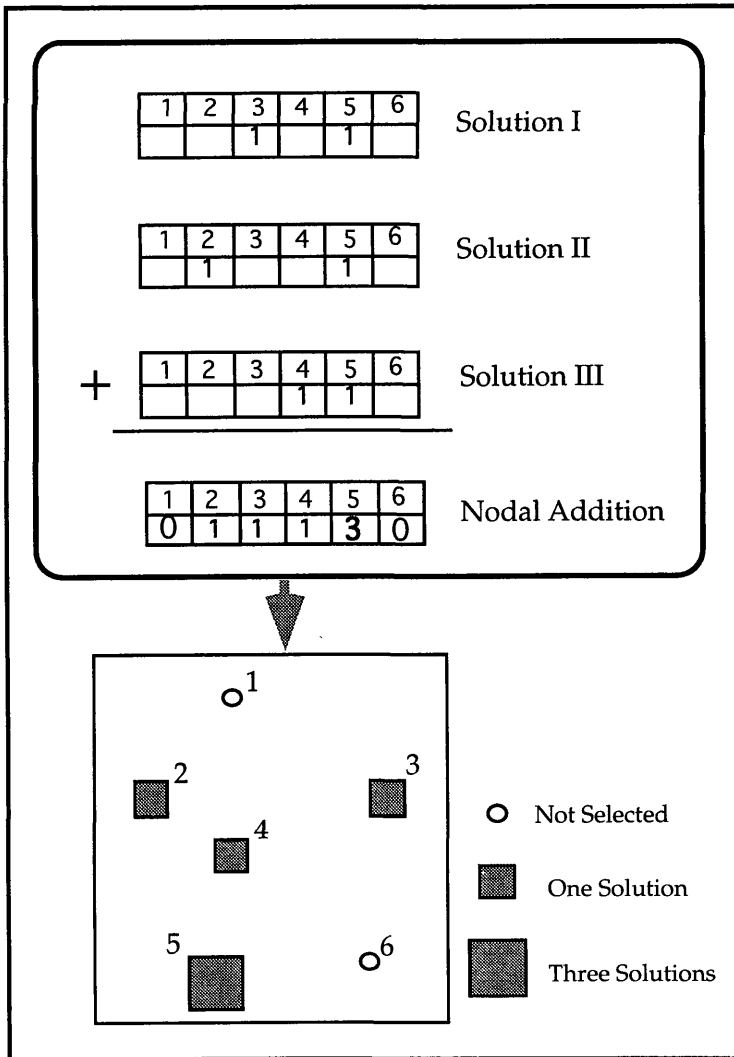 1 2 3 4 5 6
1 1
Solution I
1 2 3 4 5 6
1 1
Solution II
+
1 2 3 4 5 6
1 1
Solution III
1 2 3 4 5 6
0 1 1 1 3 0
Nodal Addition
1
2
3
4
5
6
Not Selected
One Solution
Three Solutions